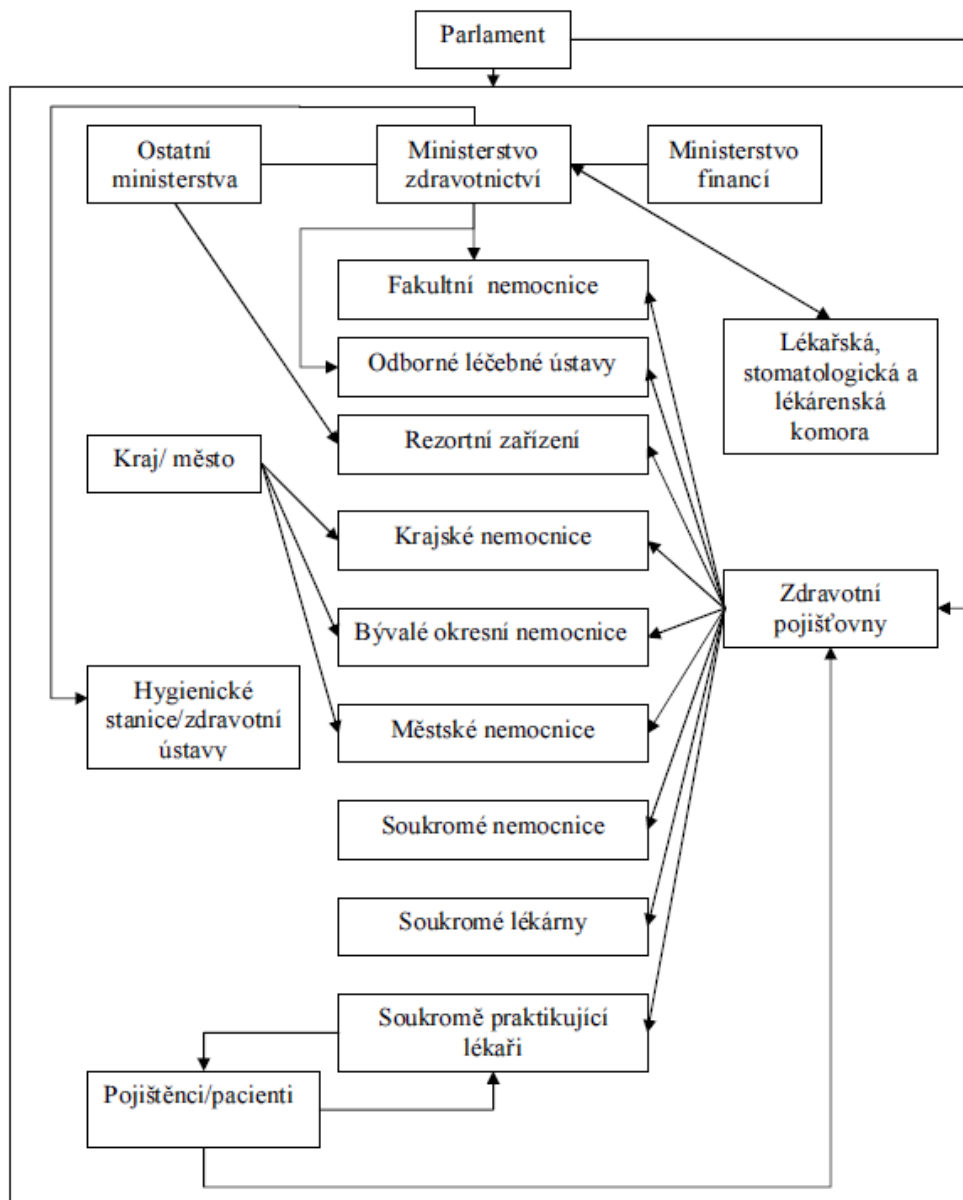 Parlament
Ostatní
ministerstva
Ministerstvo
zdravotnictví
Ministerstvo
financí
Fakultní nemocnice
Odborné léčebné ústavy
Lékařská,
stomatologická a
lékárenská
komora
Rezortní zařízení
Kraj/ město
Krajské nemocnice
Zdravotní
pojišťovny
Bývalé okresní nemocnice
Hygienické
stanice/zdravotní
ústavy
Městské nemocnice
Soukromé nemocnice
Soukromé lékárny
Soukromě praktikující
lékaři
Pojištěnci/pacienti